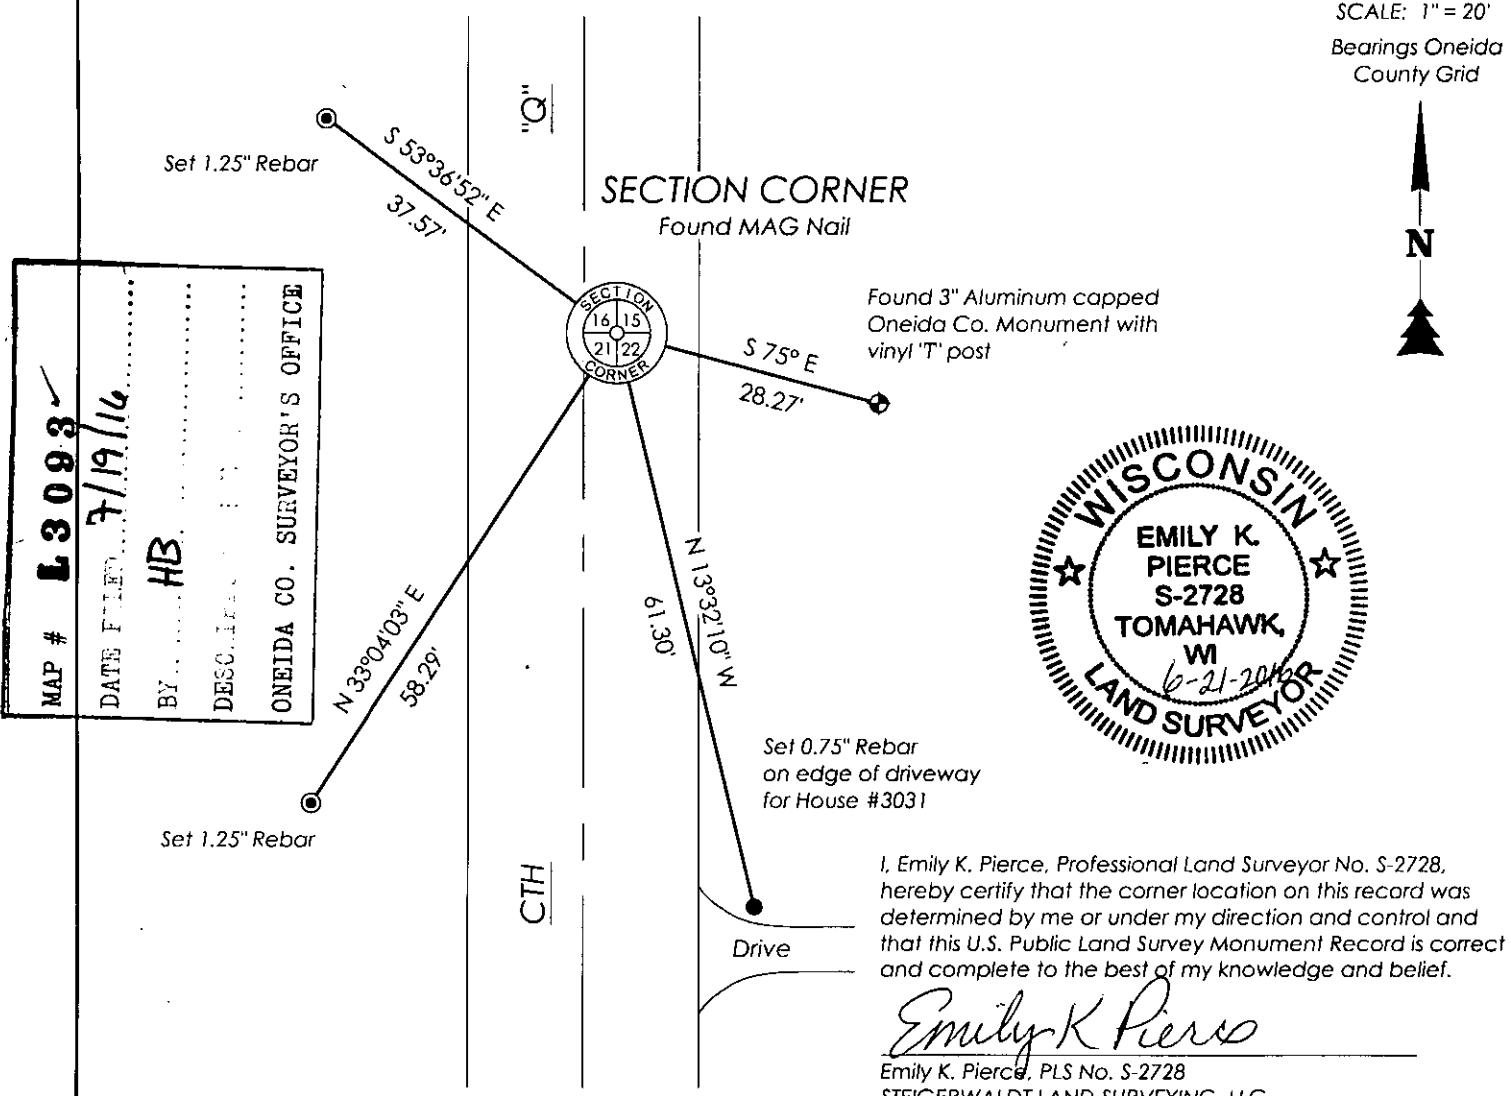 SCALE: 1" = 20'
Bearings Oneida
County Grid
N
"Q"
S 53°36'52" E
37.57'
Set 1.25" Rebar
SECTION CORNER
Found MAG Nail
SECTION
16 15
21 22
CORNER
Found 3" Aluminum capped
Oneida Co. Monument with
vinyl 'T' post
S 75° E
28.27'
MAP # L3093
DATE FILED 7/19/16
BY HB
DESC.
ONEIDA CO. SURVEYOR'S OFFICE
WISCONSIN
EMILY K.
PIERCE
S-2728
TOMAHAWK,
WI
6-21-2016
LAND SURVEYOR
N 33°04'03" E
58.29'
N 13°32'10" W
61.30'
Set 0.75" Rebar
on edge of driveway
for House #3031
Set 1.25" Rebar
CTH
Drive
I, Emily K. Pierce, Professional Land Surveyor No. S-2728,
hereby certify that the corner location on this record was
determined by me or under my direction and control and
that this U.S. Public Land Survey Monument Record is correct
and complete to the best of my knowledge and belief.
Emily K Pierce
Emily K. Pierce, PLS No. S-2728
STEIGERWALDT LAND SURVEYING, LLC